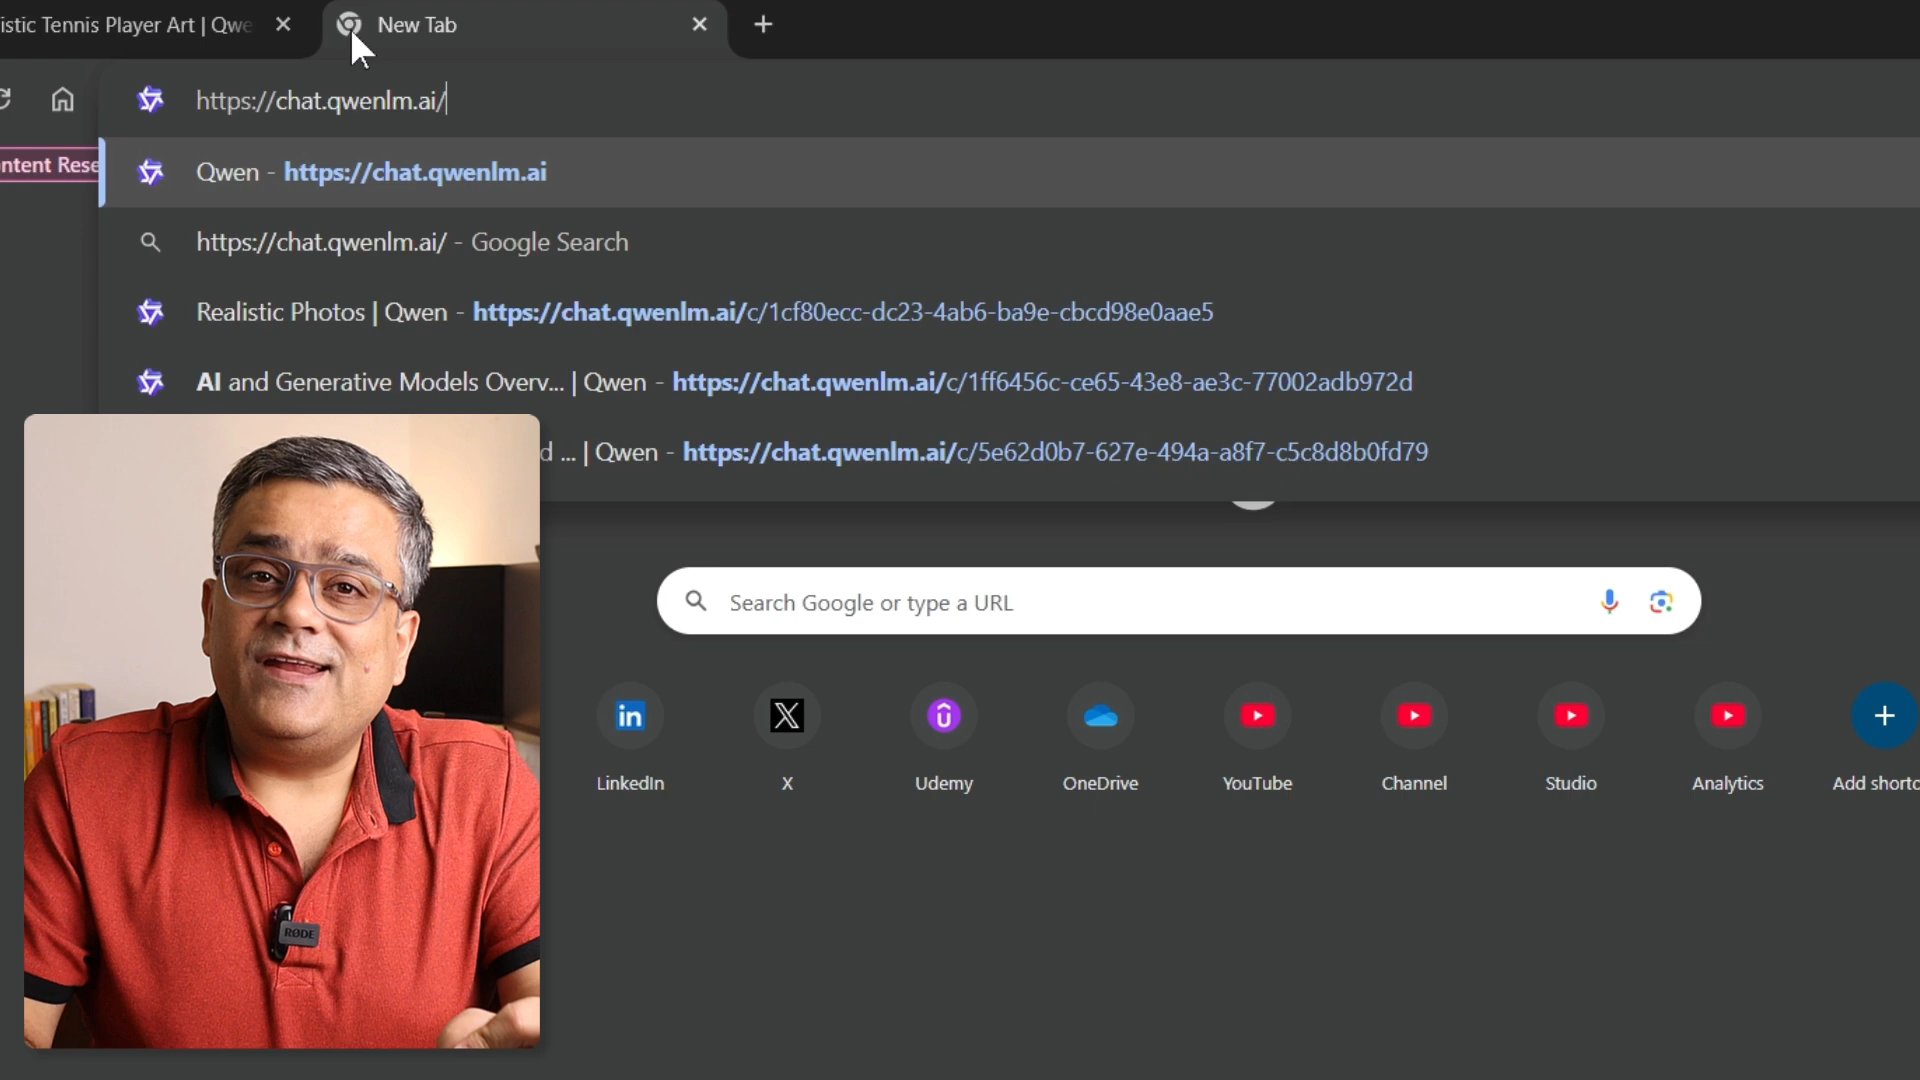 istic Tennis Player Art | Qwe
New Tab
https://chat.qwenlm.ai/
ntent Rese
Qwen - https://chat.qwenlm.ai
https://chat.qwenlm.ai/ - Google Search
Realistic Photos | Qwen - https://chat.qwenlm.ai/c/1cf80ecc-dc23-4ab6-ba9e-cbcd98e0aae5
AI and Generative Models Overv... | Qwen - https://chat.qwenlm.ai/c/1ff6456c-ce65-43e8-ae3c-77002adb972d
d ... | Qwen - https://chat.qwenlm.ai/c/5e62d0b7-627e-494a-a8f7-c5c8d8b0fd79
Search Google or type a URL
LinkedIn
X
Udemy
OneDrive
YouTube
Channel
Studio
Analytics
Add shortc
RØDE